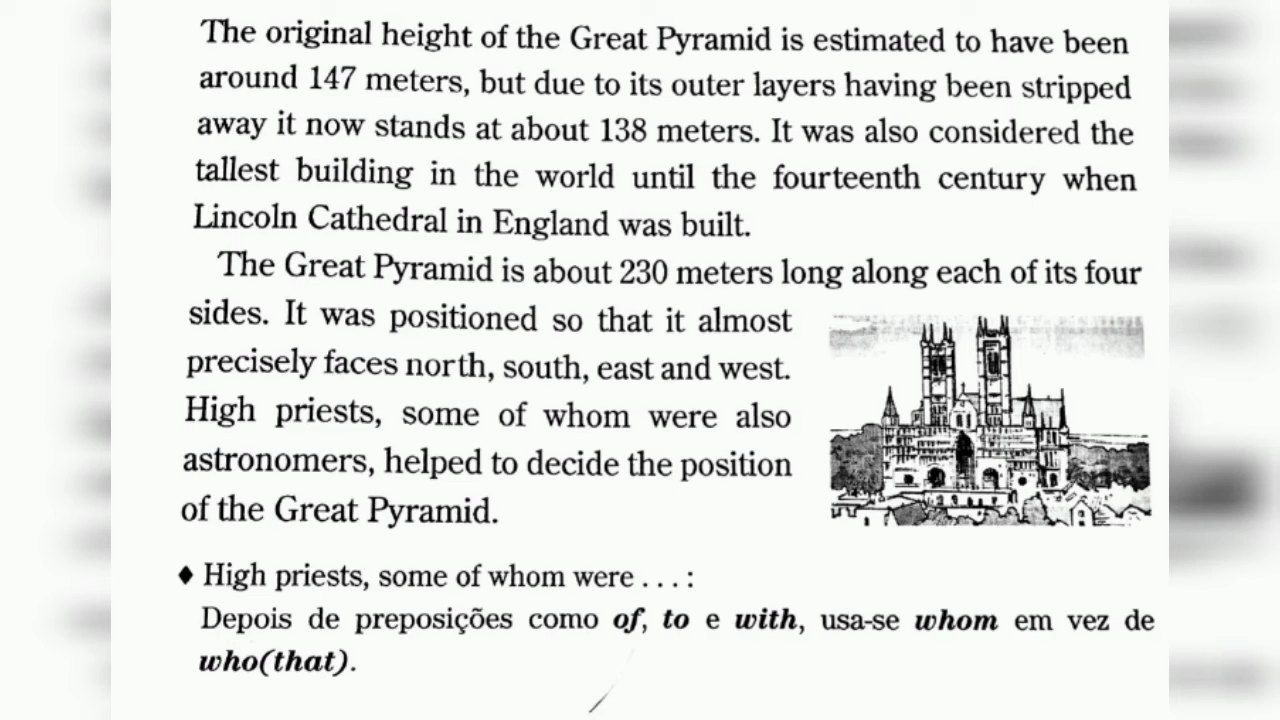 The original height of the Great Pyramid is estimated to have been
around 147 meters, but due to its outer layers having been stripped
away it now stands at about 138 meters. It was also considered the
tallest building in the world until the fourteenth century when
Lincoln Cathedral in England was built.
The Great Pyramid is about 230 meters long along each of its four
sides. It was positioned so that it almost
precisely faces north, south, east and west.
High priests, some of whom were also
astronomers, helped to decide the position
of the Great Pyramid.
♦ High priests, some of whom were . . . :
Depois de preposições como of, to e with, usa-se whom em vez de
who(that).